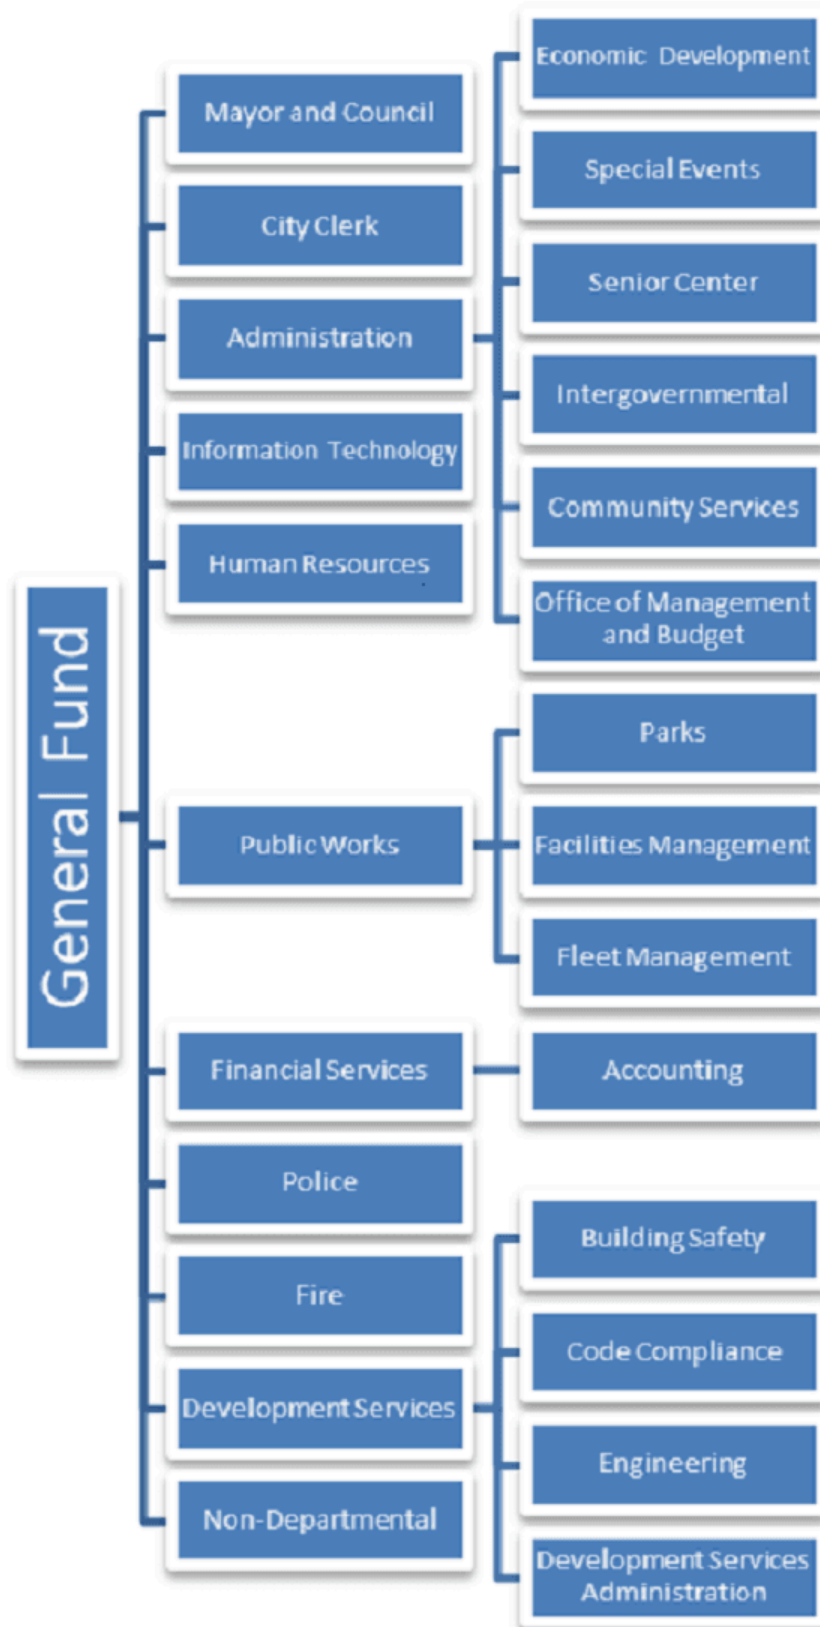 General Fund
Mayor and Council
City Clerk
Administration
Economic Development
Special Events
Senior Center
Intergovernmental
Community Services
Office of Management
and Budget
Information Technology
Human Resources
Public Works
Parks
Facilities Management
Fleet Management
Financial Services
Accounting
Police
Fire
Development Services
Building Safety
Code Compliance
Engineering
Development Services
Administration
Non-Departmental